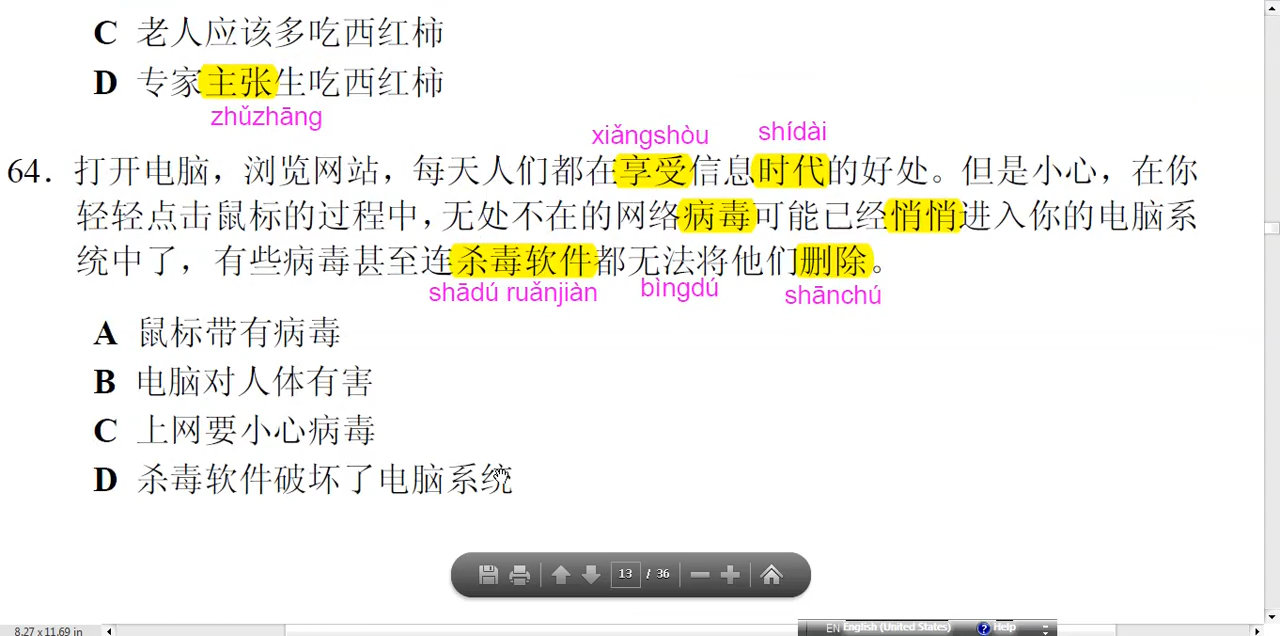 C 老人应该多吃西红柿
D 专家主张生吃西红柿
zhǔzhāng
xiǎngshòu shídài
64. 打开电脑，浏览网站，每天人们都在享受信息时代的好处。但是小心，在你
轻轻点击鼠标的过程中，无处不在的网络病毒可能已经悄悄进入你的电脑系
统中了，有些病毒甚至连杀毒软件都无法将他们删除。
shādú ruǎnjiàn bìngdú shānchú
A 鼠标带有病毒
B 电脑对人体有害
C 上网要小心病毒
D 杀毒软件破坏了电脑系统
13 / 36
8.27 x 11.69 in
EN English (United States) ? Help